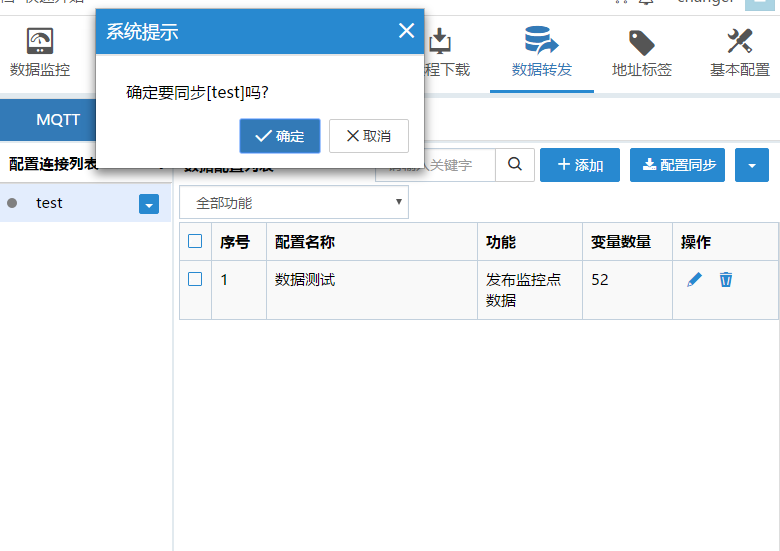 系统提示
确定要同步[test]吗?
确定
取消
数据监控
程下载
数据转发
地址标签
基本配置
MQTT
配置连接列表
test
数据配置列表
请输入关键字
添加
配置同步
全部功能
序号 配置名称 功能 变量数量 操作
1 数据测试 发布监控点 52
数据